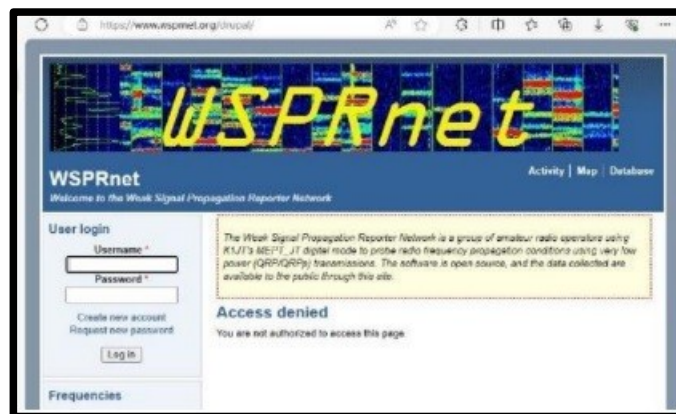 https://www.wsprnet.org/drupal/
WSPRnet
Activity | Map | Database
WSPRnet
Welcome to the Weak Signal Propagation Reporter Network
User login
Username *
Password *
Create new account
Request new password
Log in
Frequencies
The Weak Signal Propagation Reporter Network is a group of amateur radio operators using
K1JT's MEPT_JT digital mode to probe radio frequency propagation conditions using very low
power (QRP/QRPp) transmissions. The software is open source, and the data collected are
available to the public through this site.
Access denied
You are not authorized to access this page.